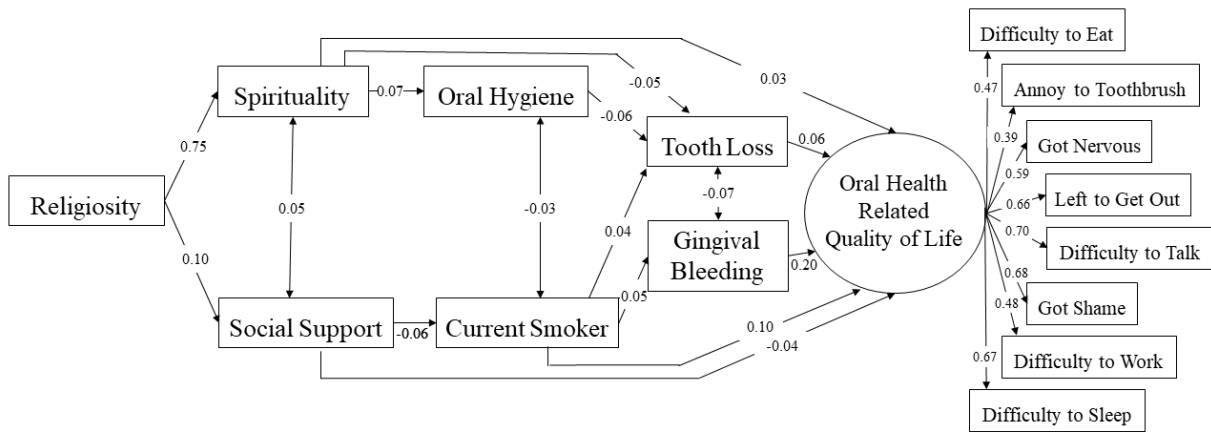 Difficulty to Eat
0.03
0.47
-0.05
Spirituality
0.07
Oral Hygiene
Annoy to Toothbrush
-0.06
0.39
Tooth Loss
0.06
Got Nervous
0.75
0.59
Oral Health
Related
Quality of Life
Religiosity
0.05
-0.03
-0.07
0.66
Left to Get Out
0.04
Gingival
Bleeding
0.70
Difficulty to Talk
0.10
0.20
0.68
0.05
0.48
Got Shame
Social Support
-0.06
Current Smoker
0.10
-0.04
0.67
Difficulty to Work
Difficulty to Sleep